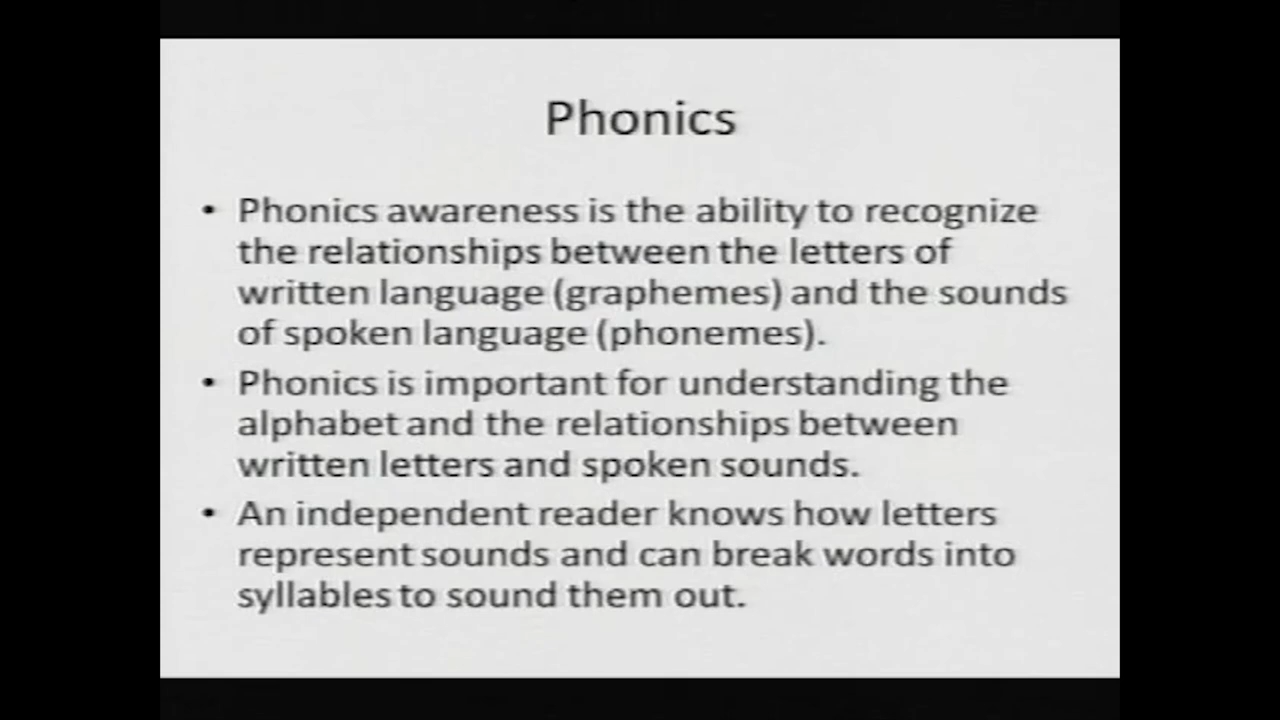 Phonics
• Phonics awareness is the ability to recognize
the relationships between the letters of
written language (graphemes) and the sounds
of spoken language (phonemes).
• Phonics is important for understanding the
alphabet and the relationships between
written letters and spoken sounds.
• An independent reader knows how letters
represent sounds and can break words into
syllables to sound them out.